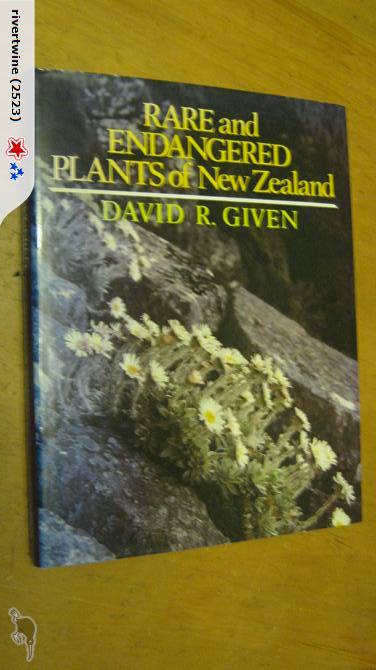 rivertwine (2523)
RARE and
ENDANGERED
PLANTS of New Zealand
DAVID R. GIVEN